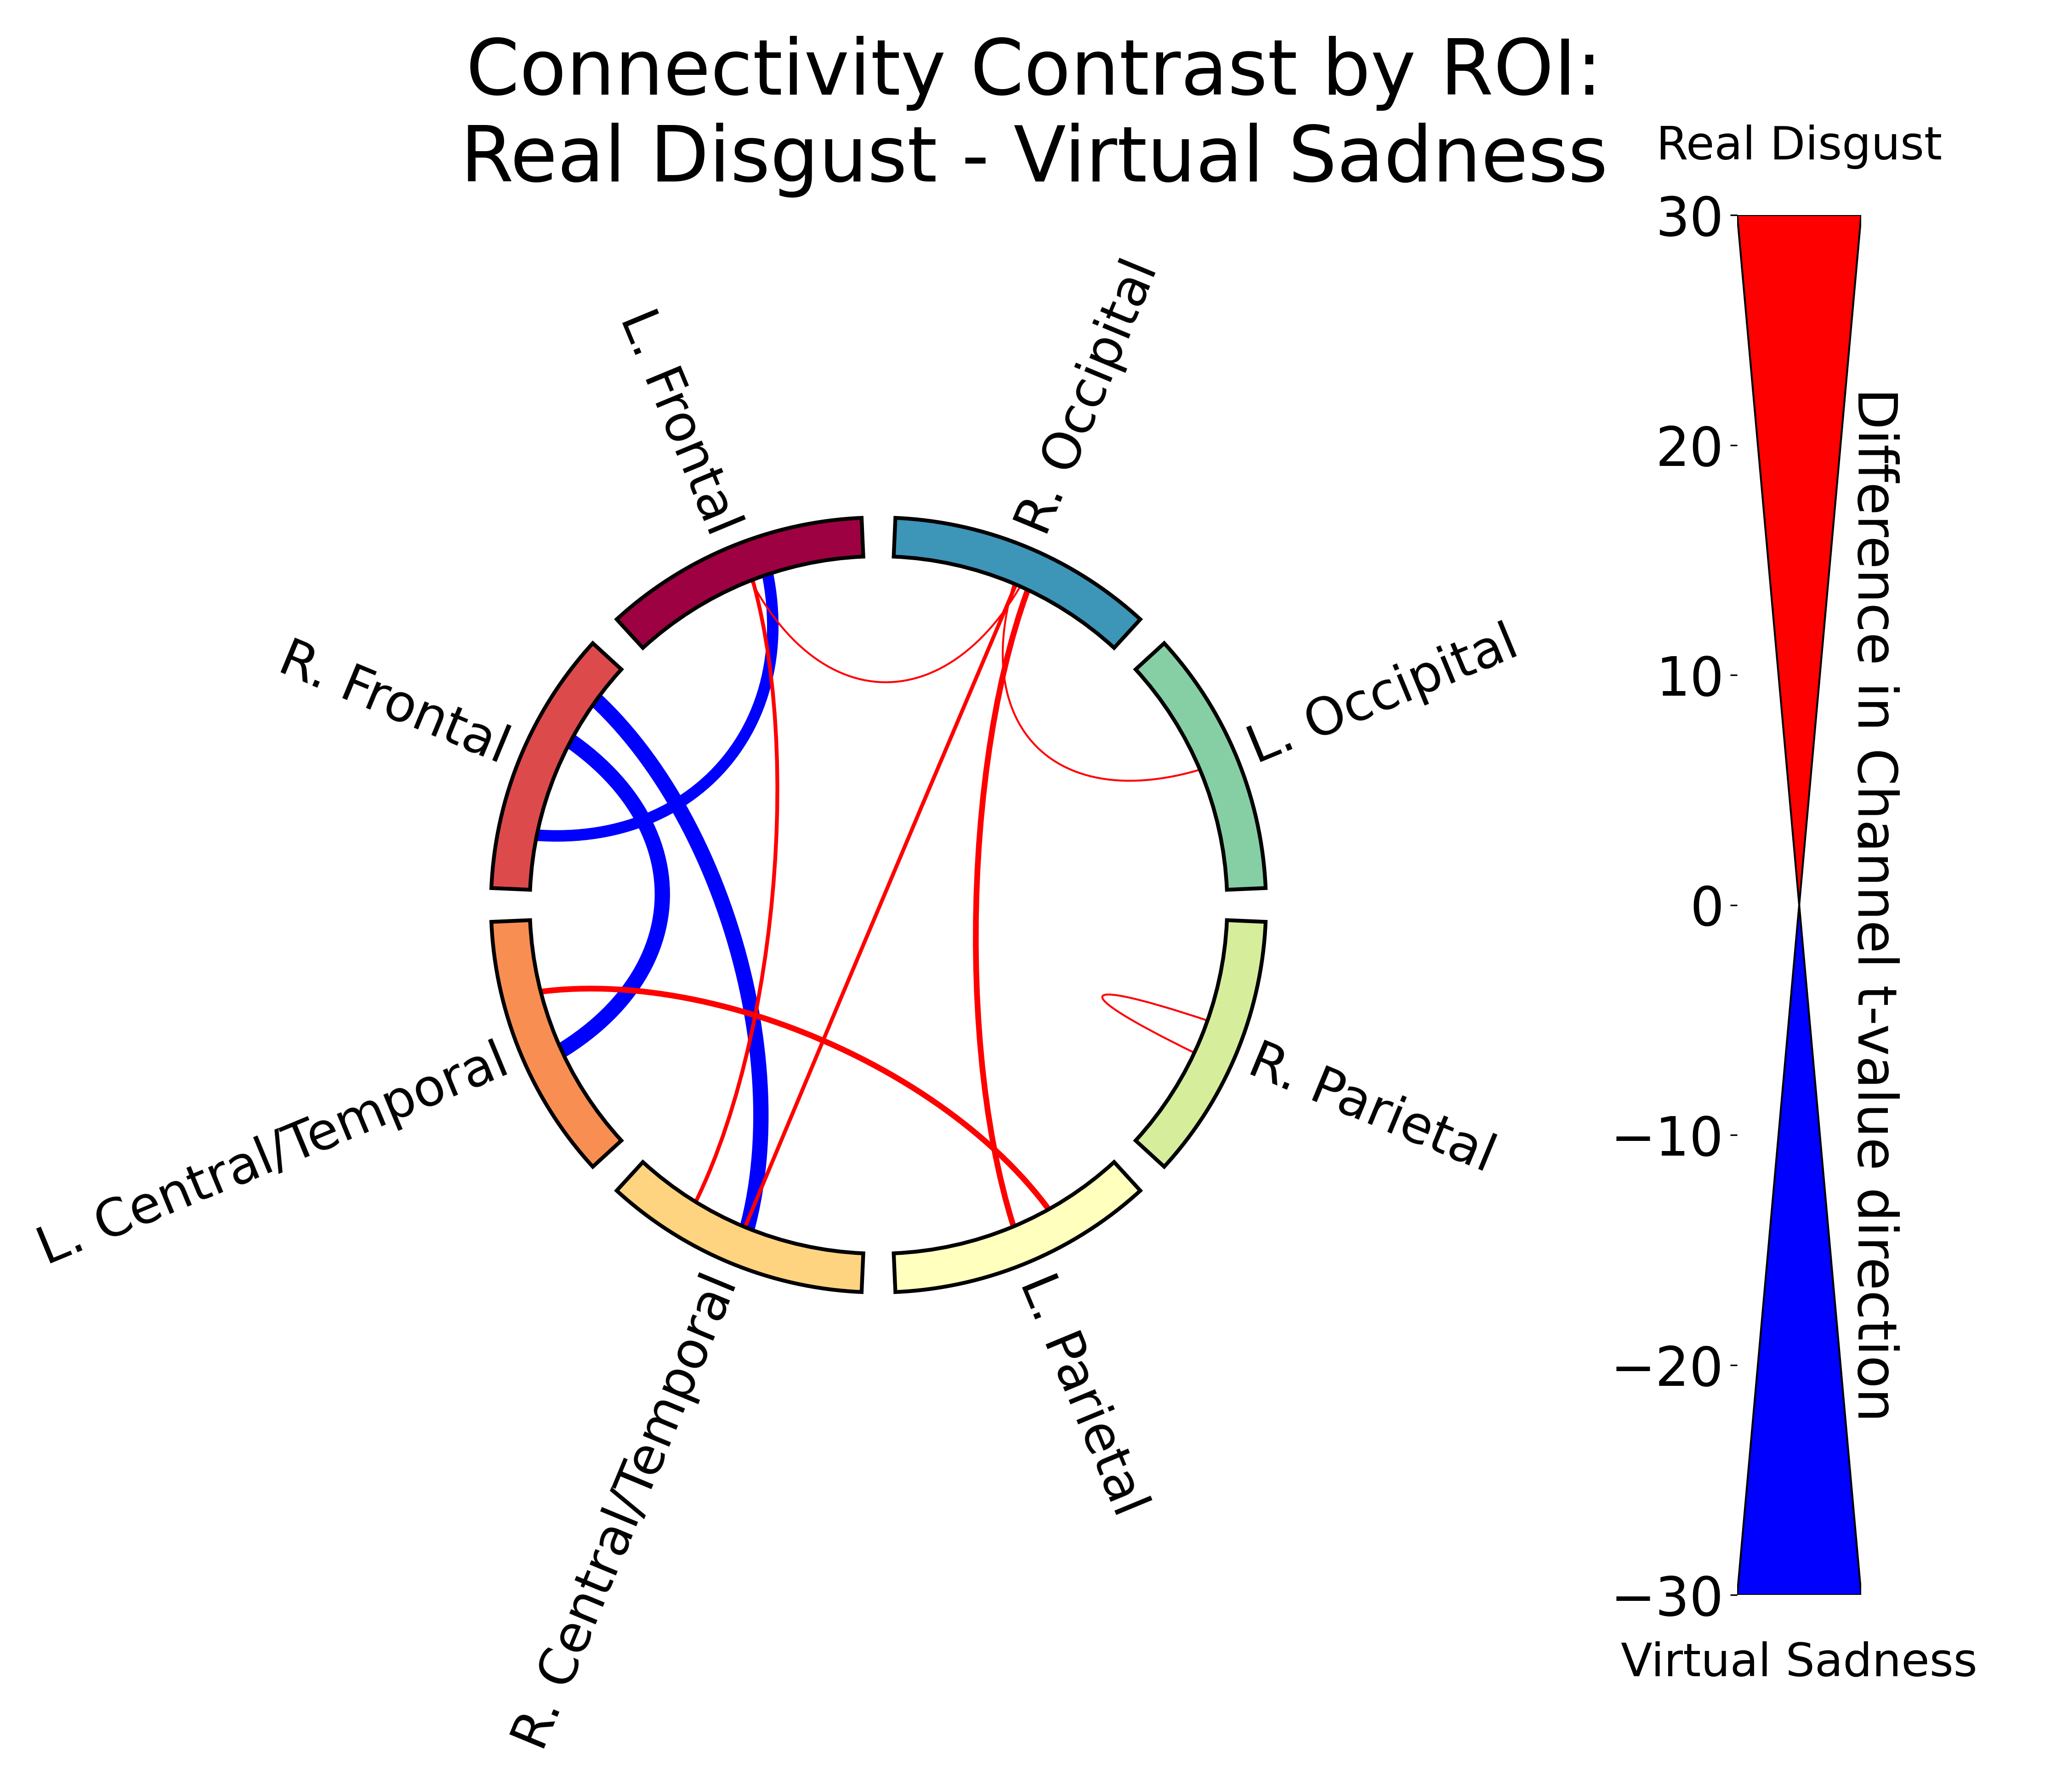 Connectivity Contrast by ROI:
Real Disgust - Virtual Sadness
Real Disgust
30
20
10
0
−10
−20
−30
Virtual Sadness
Difference in Channel t-value direction
L. Frontal
R. Occipital
R. Frontal
L. Occipital
L. Central/Temporal
R. Parietal
R. Central/Temporal
L. Parietal